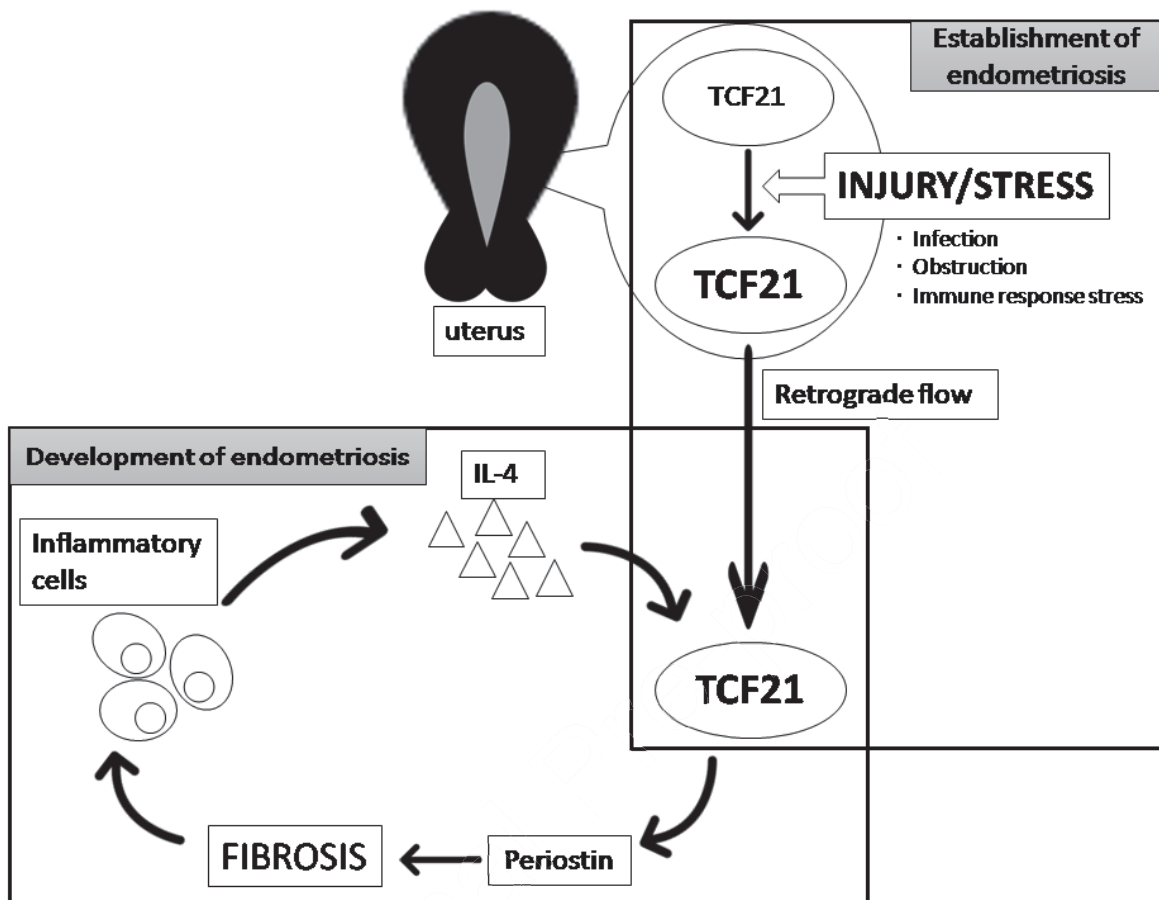 Establishment of
endometriosis
TCF21
INJURY/STRESS
・ Infection
・ Obstruction
・ Immune response stress
TCF21
uterus
Retrograde flow
Development of endometriosis
IL-4
Inflammatory
cells
TCF21
Periostin
FIBROSIS